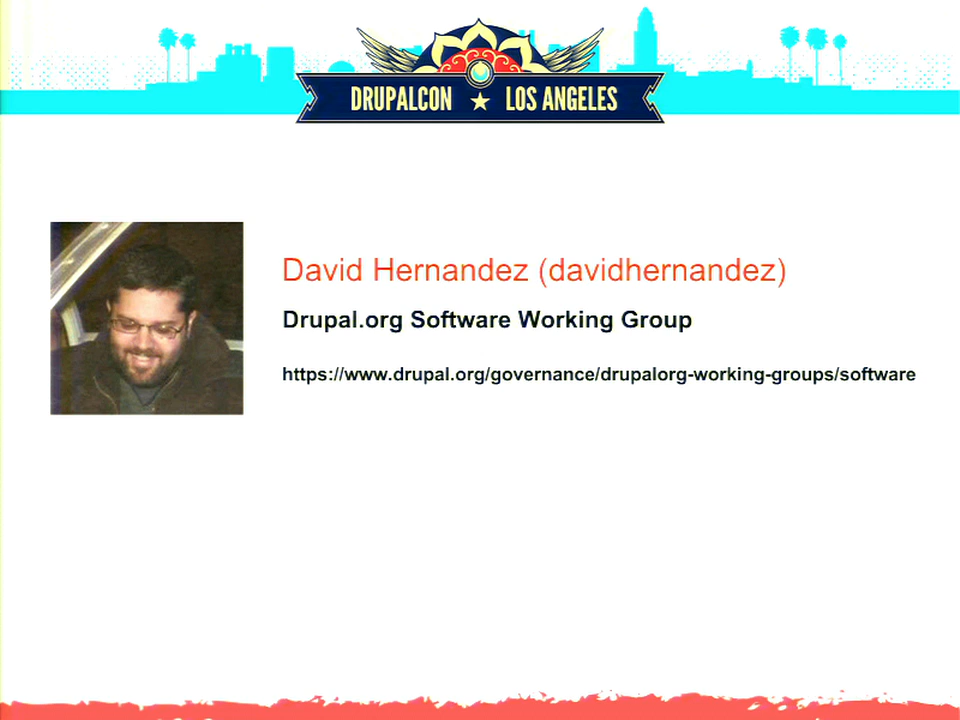 DRUPALCON ★ LOS ANGELES
David Hernandez (davidhernandez)
Drupal.org Software Working Group
https://www.drupal.org/governance/drupalorg-working-groups/software